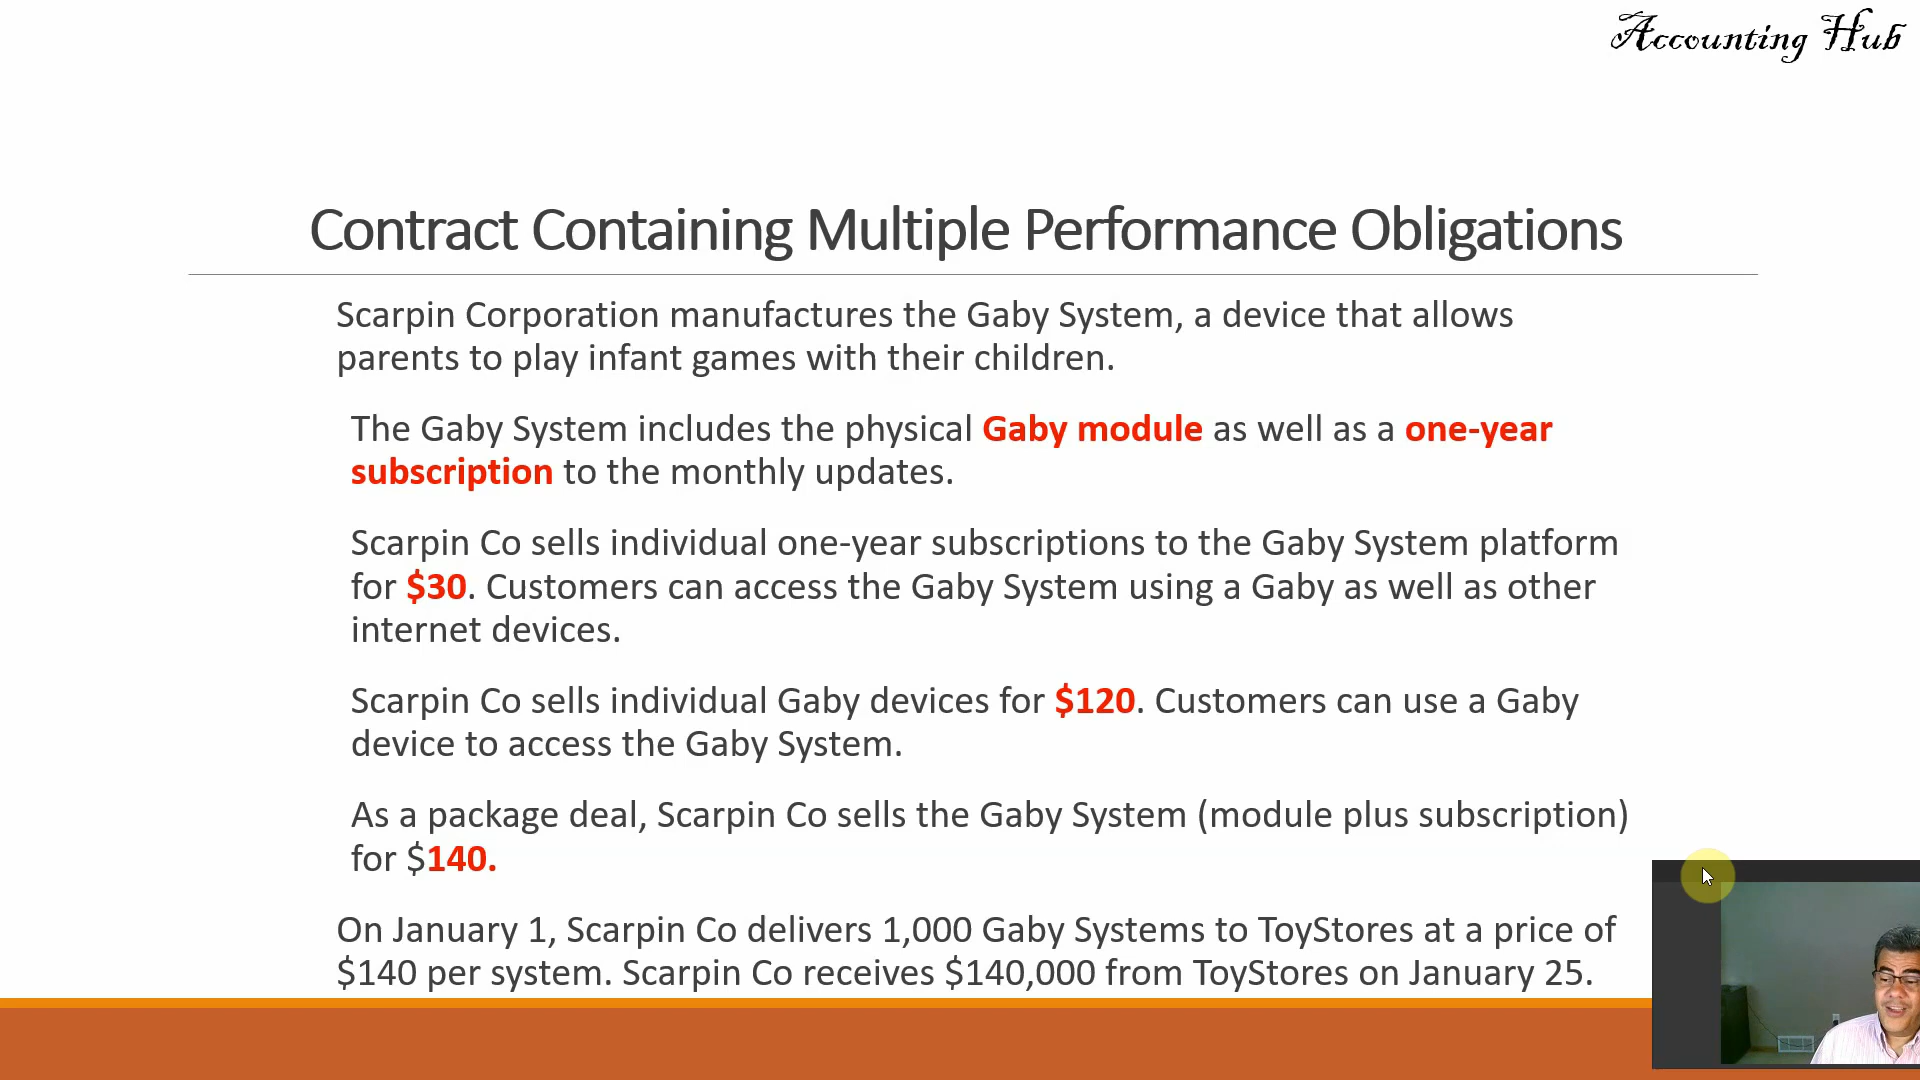 Accounting Hub
Contract Containing Multiple Performance Obligations
Scarpin Corporation manufactures the Gaby System, a device that allows
parents to play infant games with their children.
The Gaby System includes the physical Gaby module as well as a one-year
subscription to the monthly updates.
Scarpin Co sells individual one-year subscriptions to the Gaby System platform
for $30. Customers can access the Gaby System using a Gaby as well as other
internet devices.
Scarpin Co sells individual Gaby devices for $120. Customers can use a Gaby
device to access the Gaby System.
As a package deal, Scarpin Co sells the Gaby System (module plus subscription)
for $140.
On January 1, Scarpin Co delivers 1,000 Gaby Systems to ToyStores at a price of
$140 per system. Scarpin Co receives $140,000 from ToyStores on January 25.